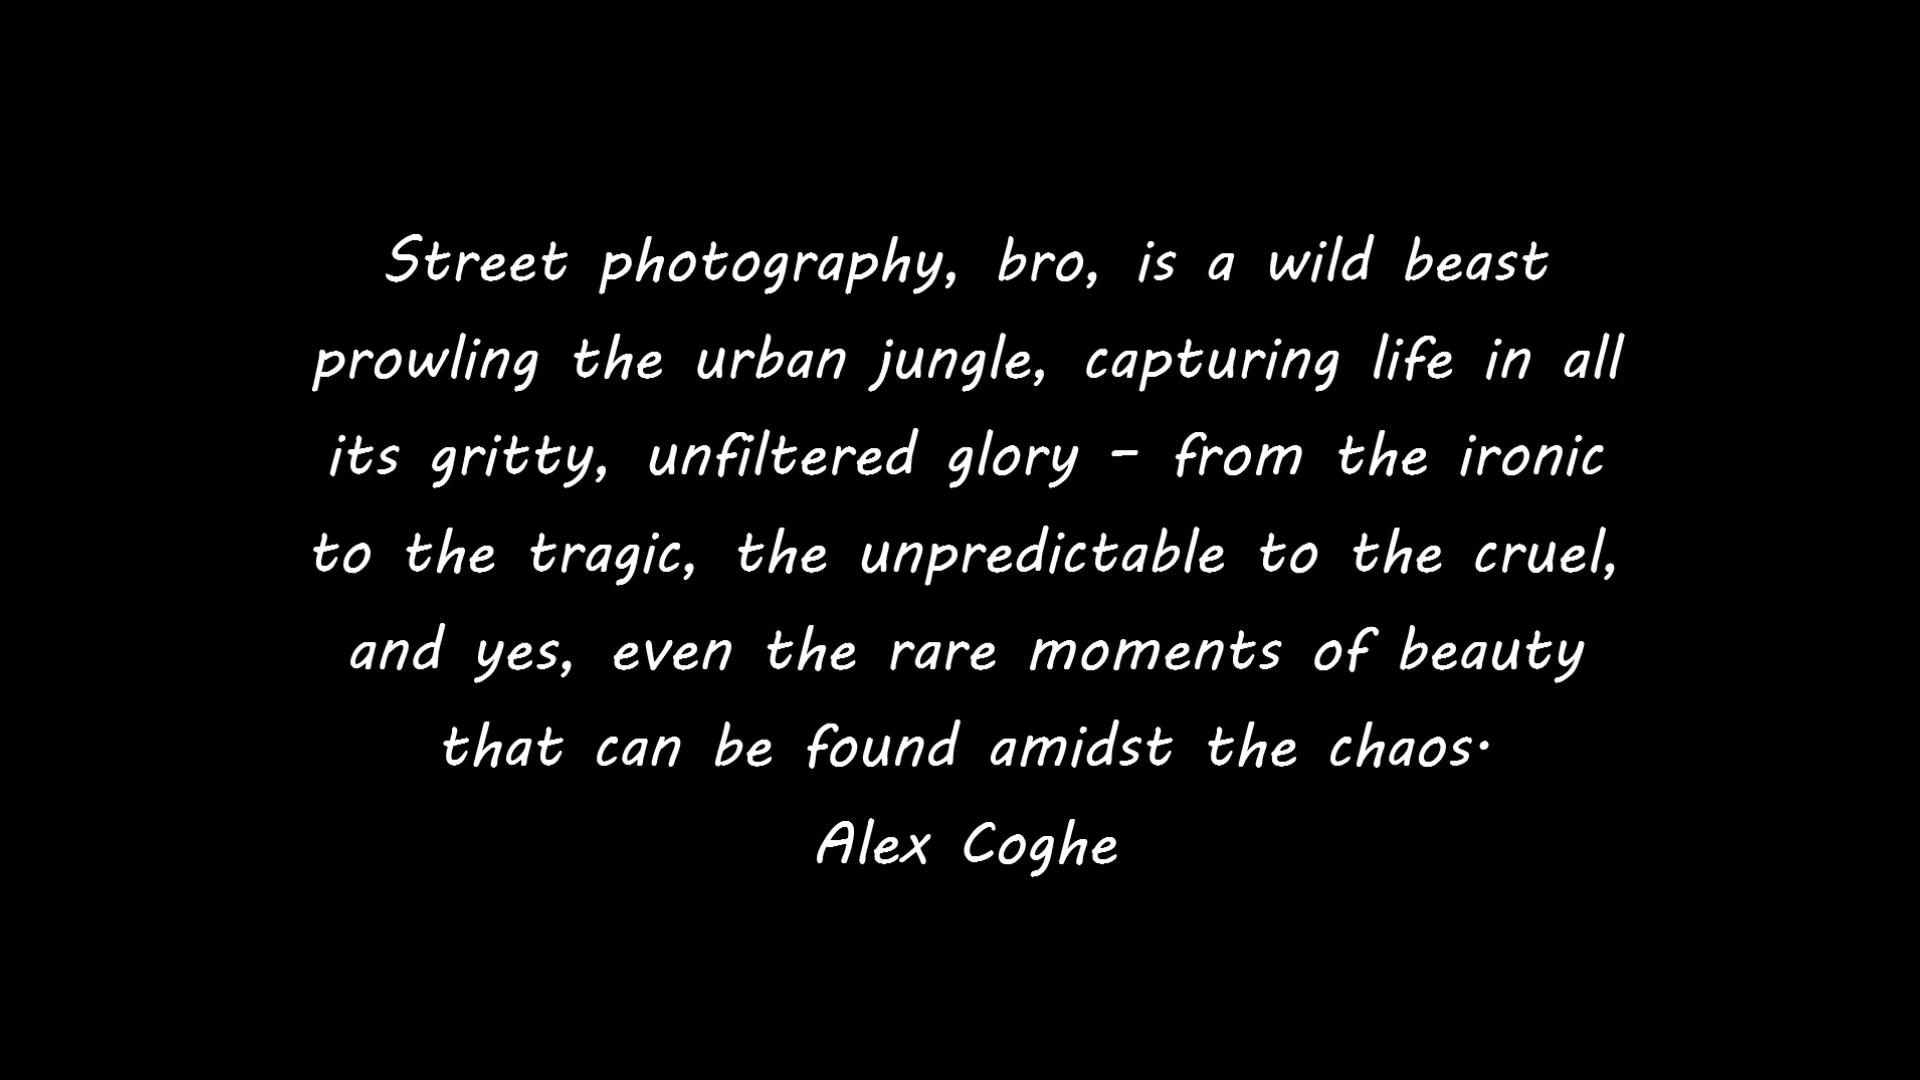 Street photography, bro, is a wild beast
prowling the urban jungle, capturing life in all
its gritty, unfiltered glory – from the ironic
to the tragic, the unpredictable to the cruel,
and yes, even the rare moments of beauty
that can be found amidst the chaos.
Alex Coghe